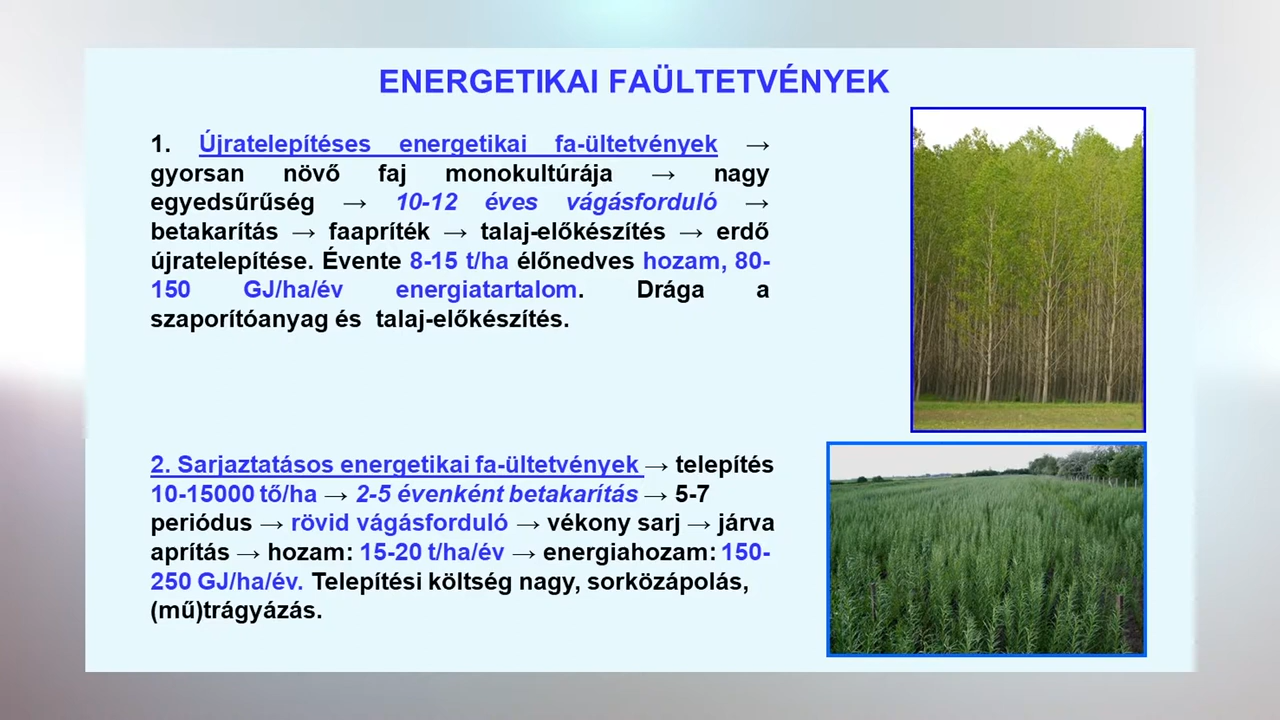 ENERGETIKAI FAÜLTETVÉNYEK
1. Újratelepítéses energetikai fa-ültetvények →
gyorsan növő faj monokultúrája → nagy
egyedsűrűség → 10-12 éves vágásforduló →
betakarítás → faapríték → talaj-előkészítés → erdő
újratelepítése. Évente 8-15 t/ha élőnedves hozam, 80-
150 GJ/ha/év energiatartalom. Drága a
szaporítóanyag és talaj-előkészítés.
2. Sarjaztatásos energetikai fa-ültetvények → telepítés
10-15000 tő/ha → 2-5 évenként betakarítás → 5-7
periódus → rövid vágásforduló → vékony sarj → járva
aprítás → hozam: 15-20 t/ha/év → energiahozam: 150-
250 GJ/ha/év. Telepítési költség nagy, sorközápolás,
(mű)trágyázás.